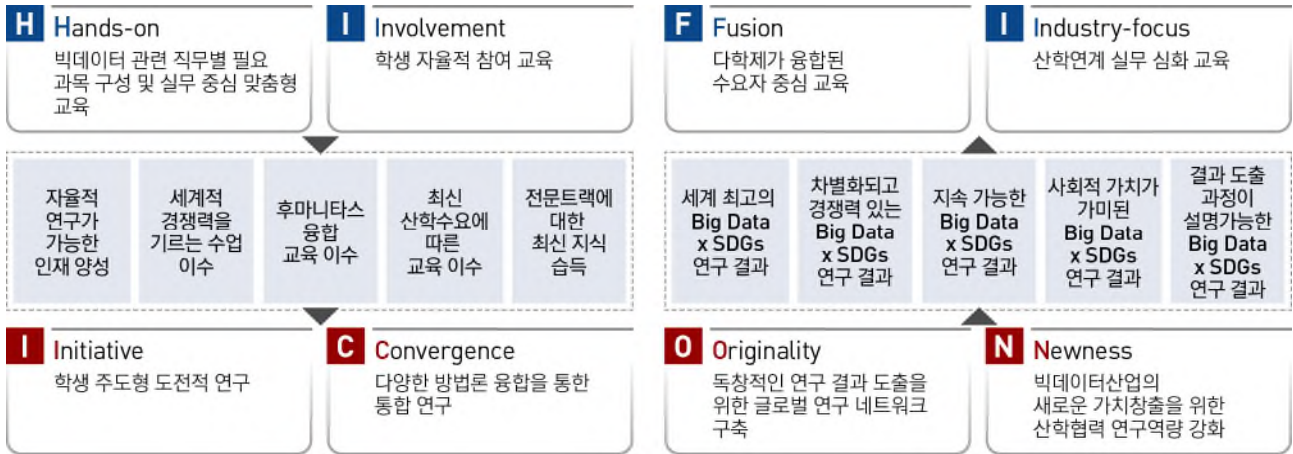 H Hands-on
빅데이터 관련 직무별 필요
과목 구성 및 실무 중심 맞춤형
교육
I Involvement
학생 자율적 참여 교육
F Fusion
다학제가 융합된
수요자 중심 교육
I Industry-focus
산학연계 실무 심화 교육
자율적
연구가
가능한
인재 양성
세계적
경쟁력을
기르는 수업
이수
후마니타스
융합
교육 이수
최신
산학수요에
따른
교육 이수
전문트랙에
대한
최신 지식
습득
세계 최고의
Big Data
x SDGs
연구 결과
차별화되고
경쟁력 있는
Big Data
x SDGs
연구 결과
지속 가능한
Big Data
x SDGs
연구 결과
사회적 가치가
가미된
Big Data
x SDGs
연구 결과
결과 도출
과정이
설명가능한
Big Data
x SDGs
연구 결과
I Initiative
학생 주도형 도전적 연구
C Convergence
다양한 방법론 융합을 통한
통합 연구
O Originality
독창적인 연구 결과 도출을
위한 글로벌 연구 네트워크
구축
N Newness
빅데이터산업의
새로운 가치창출을 위한
산학협력 연구역량 강화